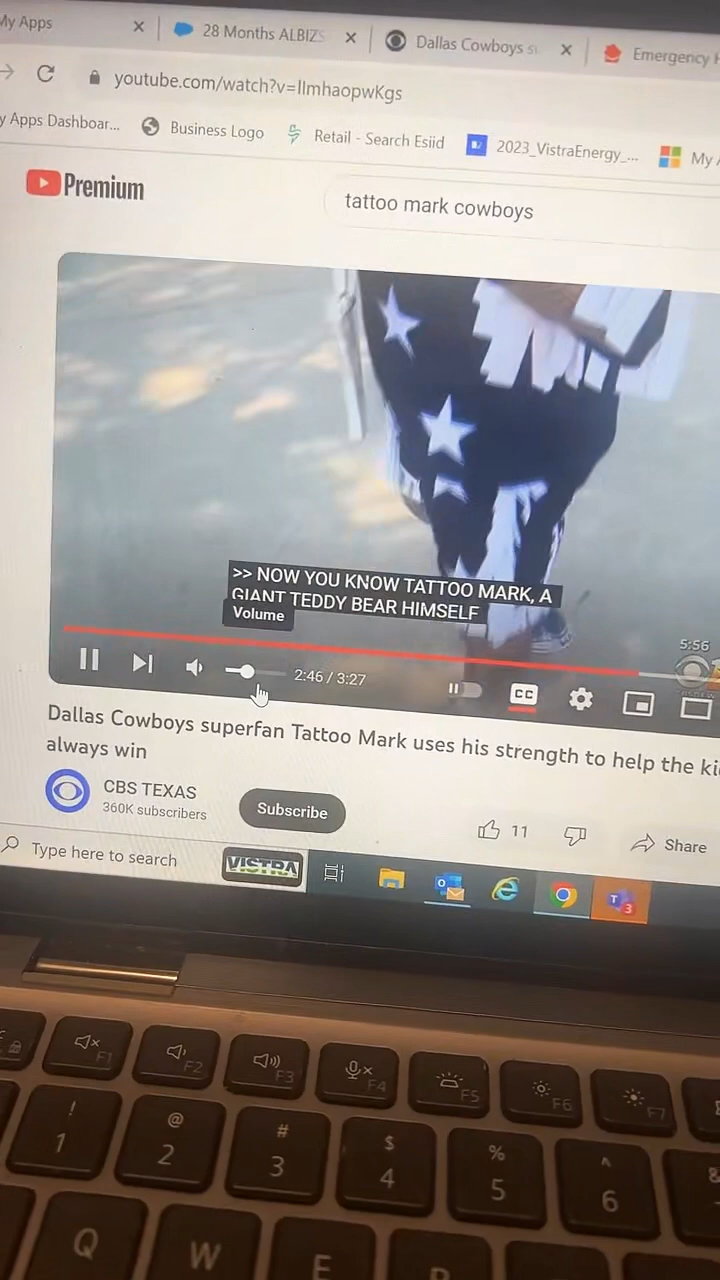 My Apps
28 Months ALBIZS
Dallas Cowboys su
Emergency H
youtube.com/watch?v=IImhaopwKgs
y Apps Dashboar...
Business Logo
Retail - Search Esiid
2023_VistraEnergy_...
My A
Premium
tattoo mark cowboys
>> NOW YOU KNOW TATTOO MARK, A
GIANT TEDDY BEAR HIMSELF
Volume
5:56
2:46 / 3:27
CC
Dallas Cowboys superfan Tattoo Mark uses his strength to help the ki
always win
CBS TEXAS
360K subscribers
Subscribe
11
Share
Type here to search
VISTRA
3
F1
F2
F3
F4
F5
F6
F7
! @ # $ % ^ &
1 2 3 4 5 6
Q W E